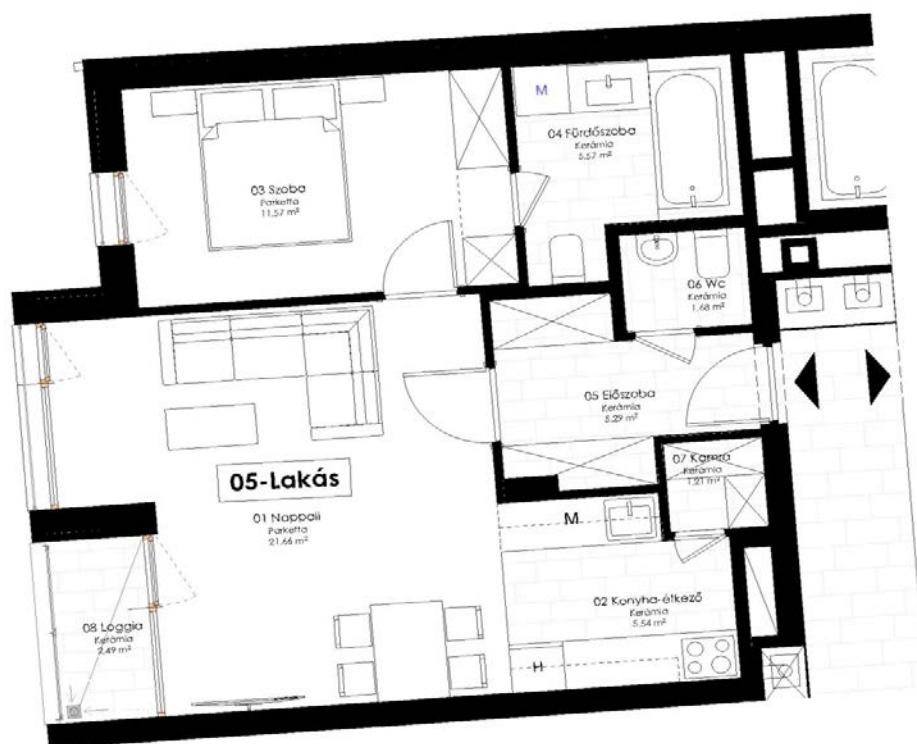 M
04 Fürdőszoba
Kerámia
5.57 m²
03 Szoba
Parketta
11.57 m²
06 Wc
Kerámia
1.68 m²
05 Előszoba
Kerámia
5.29 m²
07 Kamra
Kerámia
1.21 m²
05-Lakás
01 Nappali
Parketta
21.66 m²
M
02 Konyha-étkező
Kerámia
5.54 m²
08 Loggia
Kerámia
2.49 m²
H